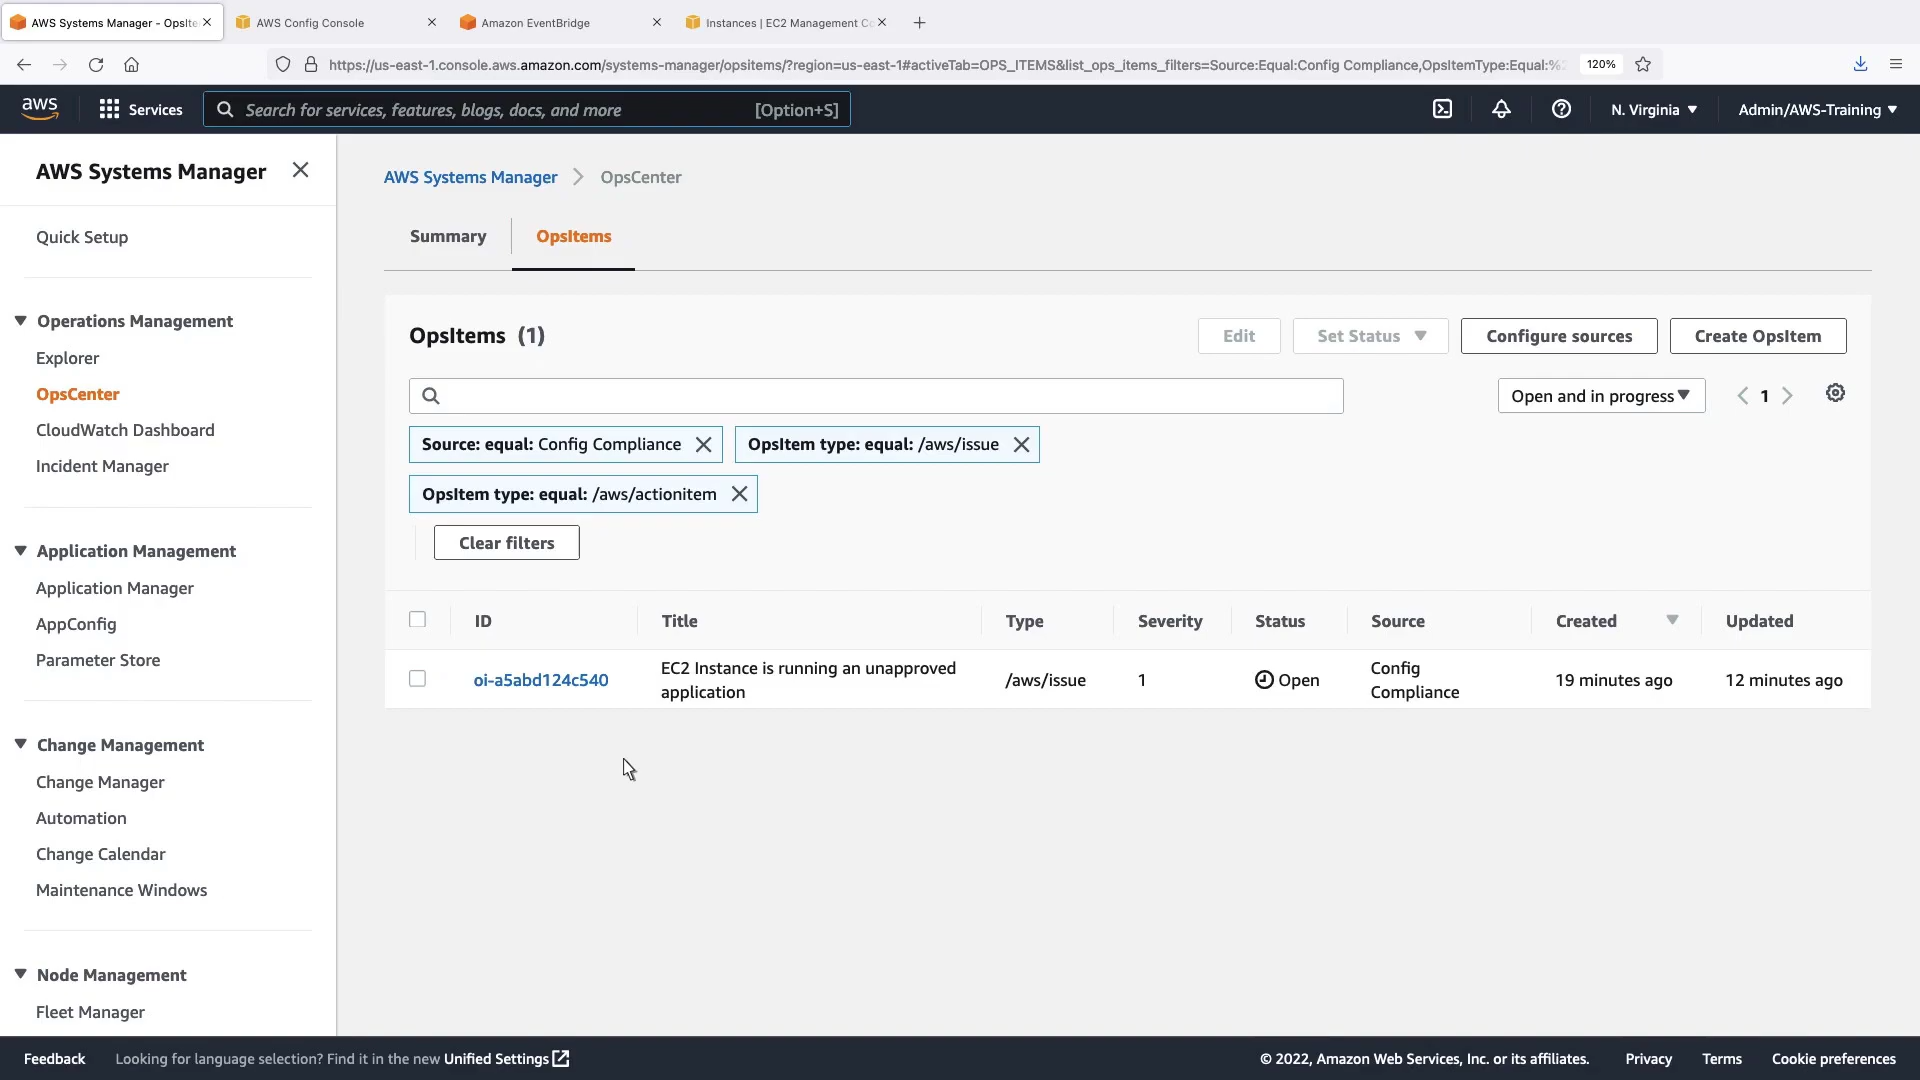 AWS Systems Manager - OpsIte
AWS Config Console
Amazon EventBridge
Instances | EC2 Management Co
https://us-east-1.console.aws.amazon.com/systems-manager/opsitems/?region=us-east-1#activeTab=OPS_ITEMS&list_ops_items_filters=Source:Equal:Config Compliance,OpsItemType:Equal:%
120%
aws
Services
Search for services, features, blogs, docs, and more
[Option+S]
N. Virginia
Admin/AWS-Training
AWS Systems Manager
Quick Setup
Operations Management
Explorer
OpsCenter
CloudWatch Dashboard
Incident Manager
Application Management
Application Manager
AppConfig
Parameter Store
Change Management
Change Manager
Automation
Change Calendar
Maintenance Windows
Node Management
Fleet Manager
AWS Systems Manager > OpsCenter
Summary
OpsItems
OpsItems (1)
Edit
Set Status
Configure sources
Create OpsItem
Open and in progress
1
Source: equal: Config Compliance
OpsItem type: equal: /aws/issue
OpsItem type: equal: /aws/actionitem
Clear filters
ID
Title
Type
Severity
Status
Source
Created
Updated
oi-a5abd124c540
EC2 Instance is running an unapproved
application
/aws/issue
1
Open
Config
Compliance
19 minutes ago
12 minutes ago
Feedback
Looking for language selection? Find it in the new Unified Settings
© 2022, Amazon Web Services, Inc. or its affiliates.
Privacy
Terms
Cookie preferences